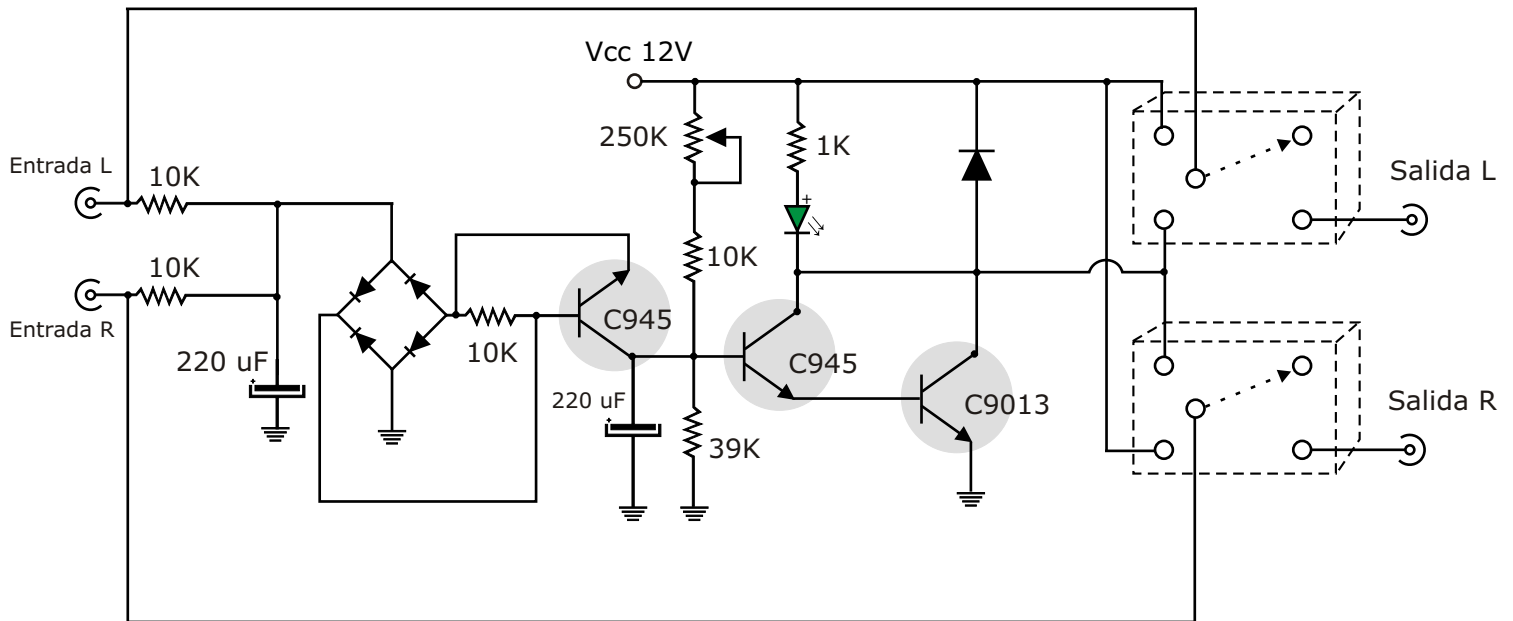 Vcc 12V
250K
1K
Entrada L
10K
Salida L
10K
10K
Entrada R
C945
10K
C945
220 uF
220 uF
C9013
Salida R
39K